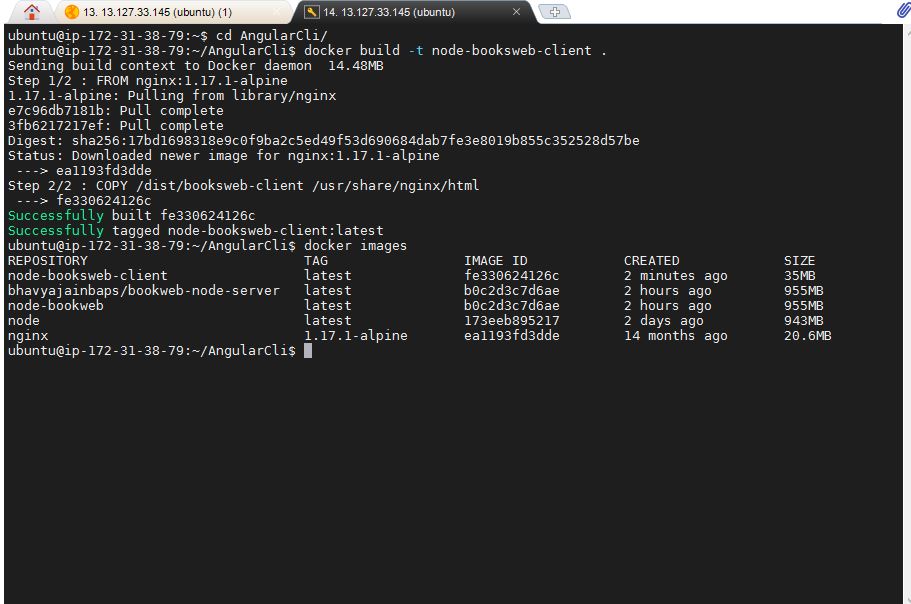 13. 13.127.33.145 (ubuntu) (1)
14. 13.127.33.145 (ubuntu)
ubuntu@ip-172-31-38-79:~$ cd AngularCli/
ubuntu@ip-172-31-38-79:~/AngularCli$ docker build -t node-booksweb-client .
Sending build context to Docker daemon  14.48MB
Step 1/2 : FROM nginx:1.17.1-alpine
1.17.1-alpine: Pulling from library/nginx
e7c96db7181b: Pull complete
3fb6217217ef: Pull complete
Digest: sha256:17bd1698318e9c0f9ba2c5ed49f53d690684dab7fe3e8019b855c352528d57be
Status: Downloaded newer image for nginx:1.17.1-alpine
 ---> ea1193fd3dde
Step 2/2 : COPY /dist/booksweb-client /usr/share/nginx/html
 ---> fe330624126c
Successfully built fe330624126c
Successfully tagged node-booksweb-client:latest
ubuntu@ip-172-31-38-79:~/AngularCli$ docker images
REPOSITORY                           TAG                 IMAGE ID            CREATED             SIZE
node-booksweb-client                 latest              fe330624126c        2 minutes ago       35MB
bhavyajainbaps/bookweb-node-server   latest              b0c2d3c7d6ae        2 hours ago         955MB
node-bookweb                         latest              b0c2d3c7d6ae        2 hours ago         955MB
node                                 latest              173eeb895217        2 days ago          943MB
nginx                                1.17.1-alpine       ea1193fd3dde        14 months ago       20.6MB
ubuntu@ip-172-31-38-79:~/AngularCli$